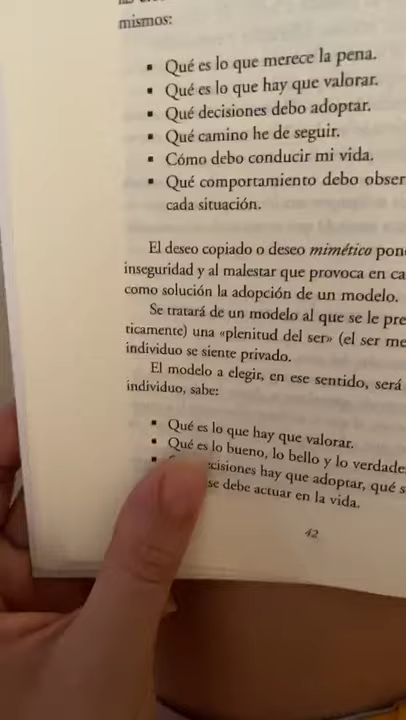 mismos:
▪ Qué es lo que merece la pena.
▪ Qué es lo que hay que valorar.
▪ Qué decisiones debo adoptar.
▪ Qué camino he de seguir.
▪ Cómo debo conducir mi vida.
▪ Qué comportamiento debo obser
cada situación.
El deseo copiado o deseo mimético pon
inseguridad y al malestar que provoca en ca
como solución la adopción de un modelo.
Se tratará de un modelo al que se le pre
ticamente) una «plenitud del ser» (el ser me
individuo se siente privado.
El modelo a elegir, en ese sentido, será
individuo, sabe:
▪ Qué es lo que hay que valorar.
▪ Qué es lo bueno, lo bello y lo verdade
▪ cisiones hay que adoptar, qué s
se debe actuar en la vida.
42